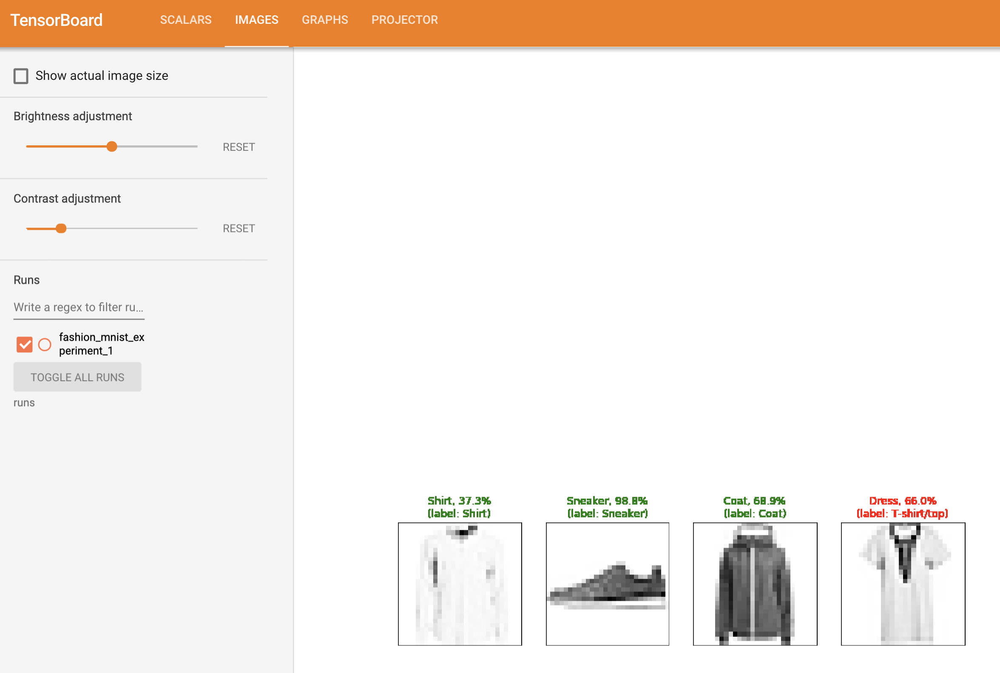 TensorBoard
SCALARS
IMAGES
GRAPHS
PROJECTOR
Show actual image size
Brightness adjustment
RESET
Contrast adjustment
RESET
Runs
Write a regex to filter ru...
fashion_mnist_ex
periment_1
TOGGLE ALL RUNS
runs
Shirt, 37.3%
(label: Shirt)
Sneaker, 98.8%
(label: Sneaker)
Coat, 68.9%
(label: Coat)
Dress, 66.0%
(label: T-shirt/top)